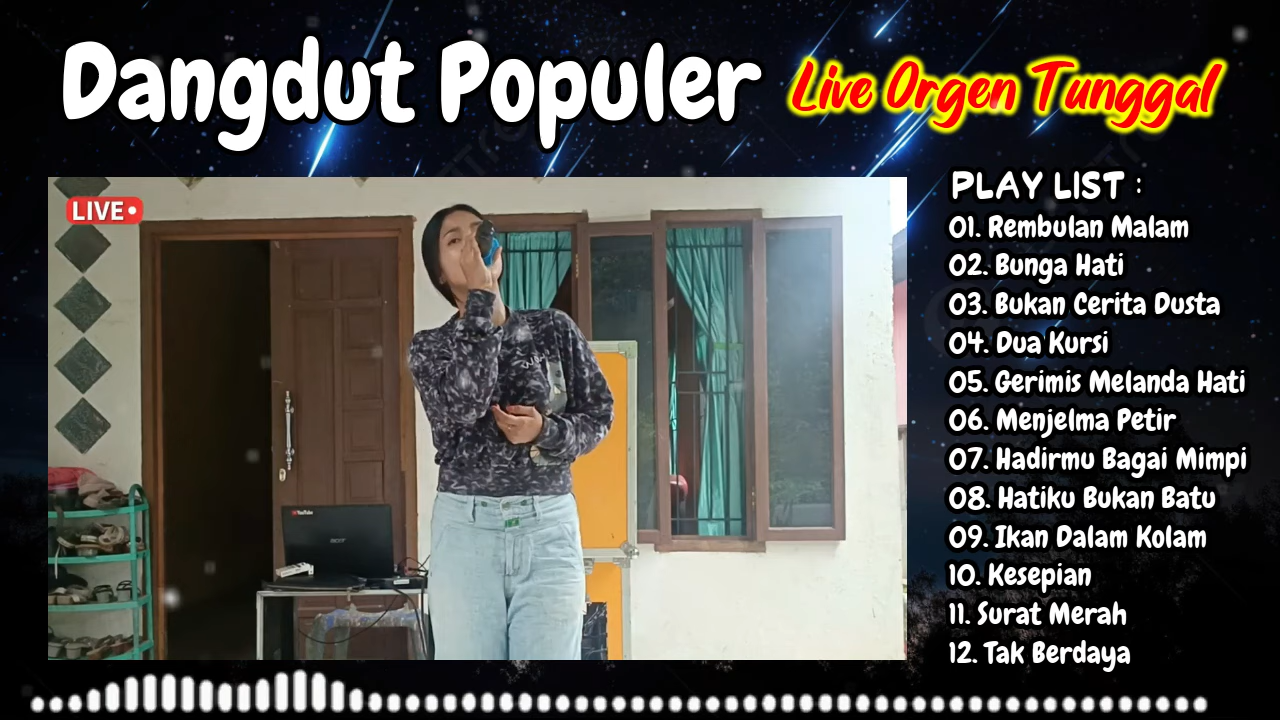 Dangdut Populer
Live Orgen Tunggal
LIVE
PLAY LIST :
01. Rembulan Malam
02. Bunga Hati
03. Bukan Cerita Dusta
04. Dua Kursi
05. Gerimis Melanda Hati
06. Menjelma Petir
07. Hadirmu Bagai Mimpi
08. Hatiku Bukan Batu
09. Ikan Dalam Kolam
10. Kesepian
11. Surat Merah
12. Tak Berdaya
YouTube
acer